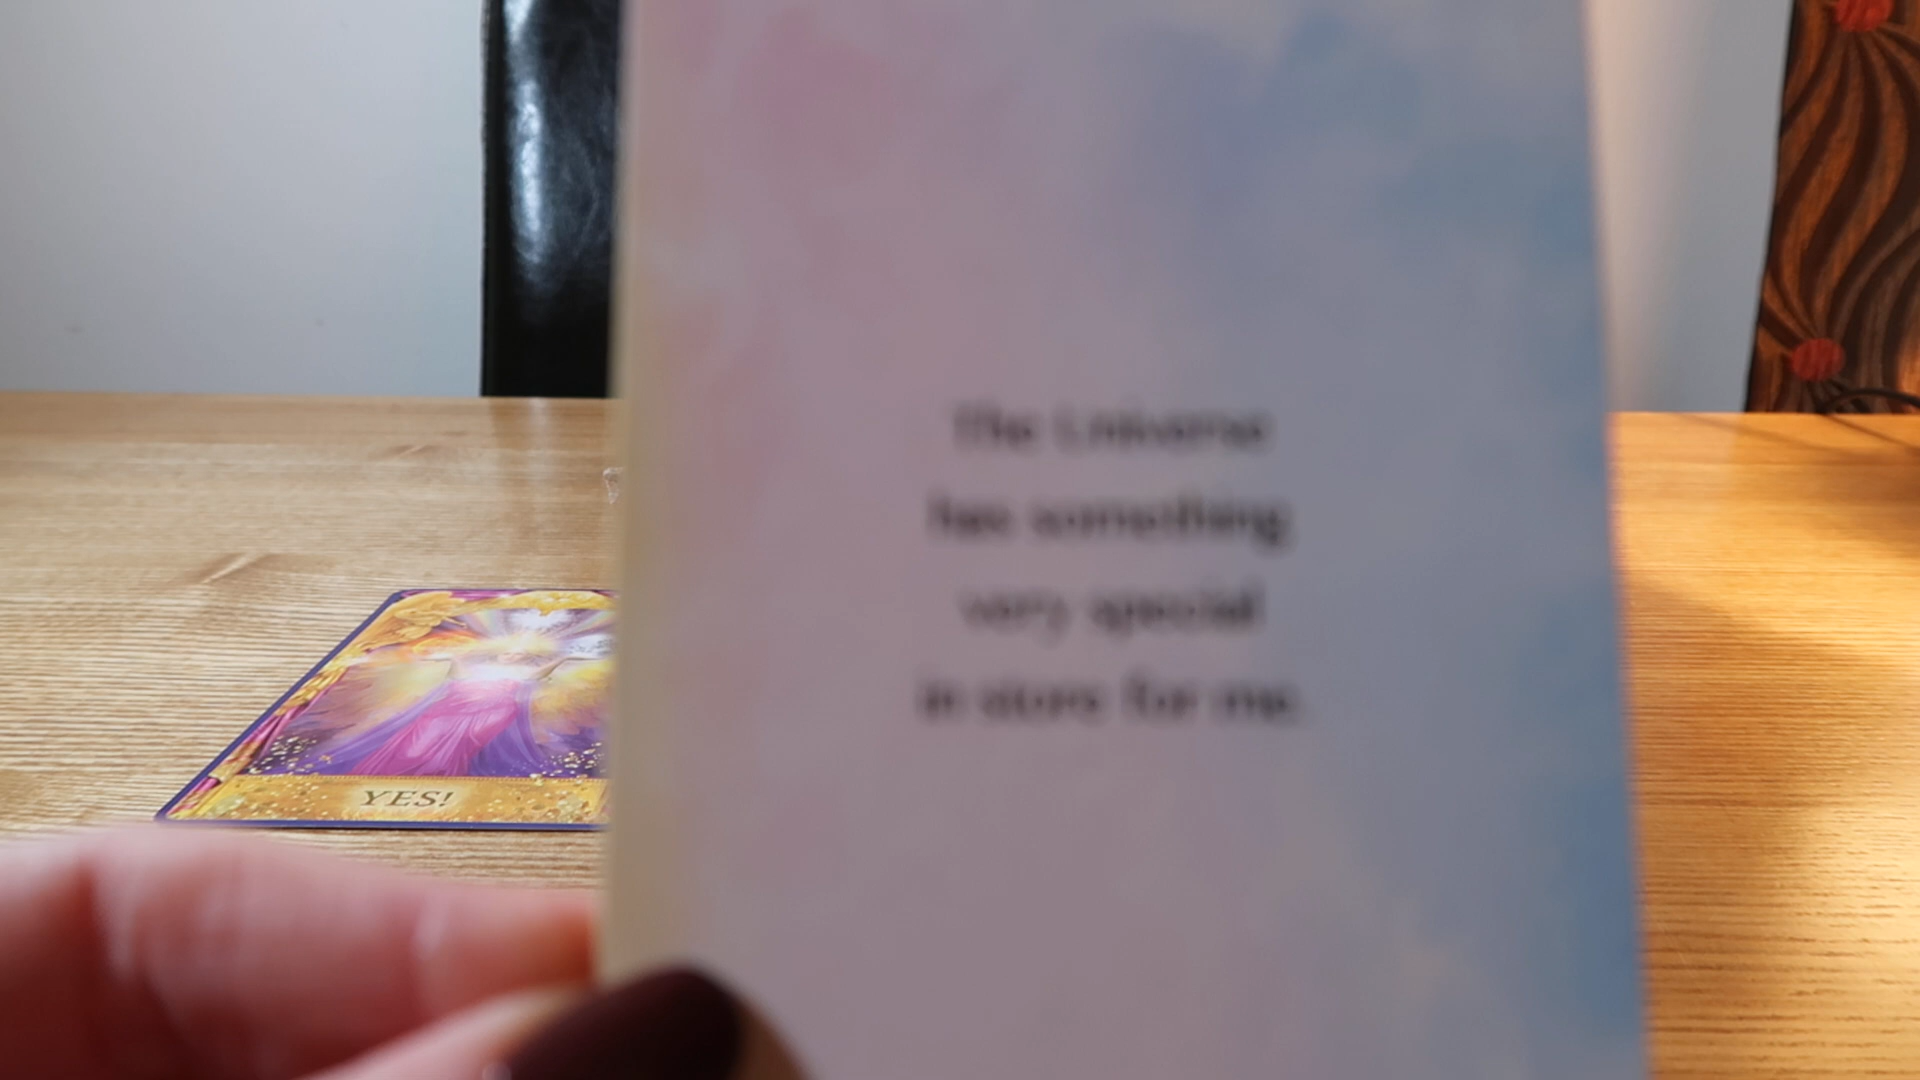 The Universe
has something
very special
in store for me.
YES!